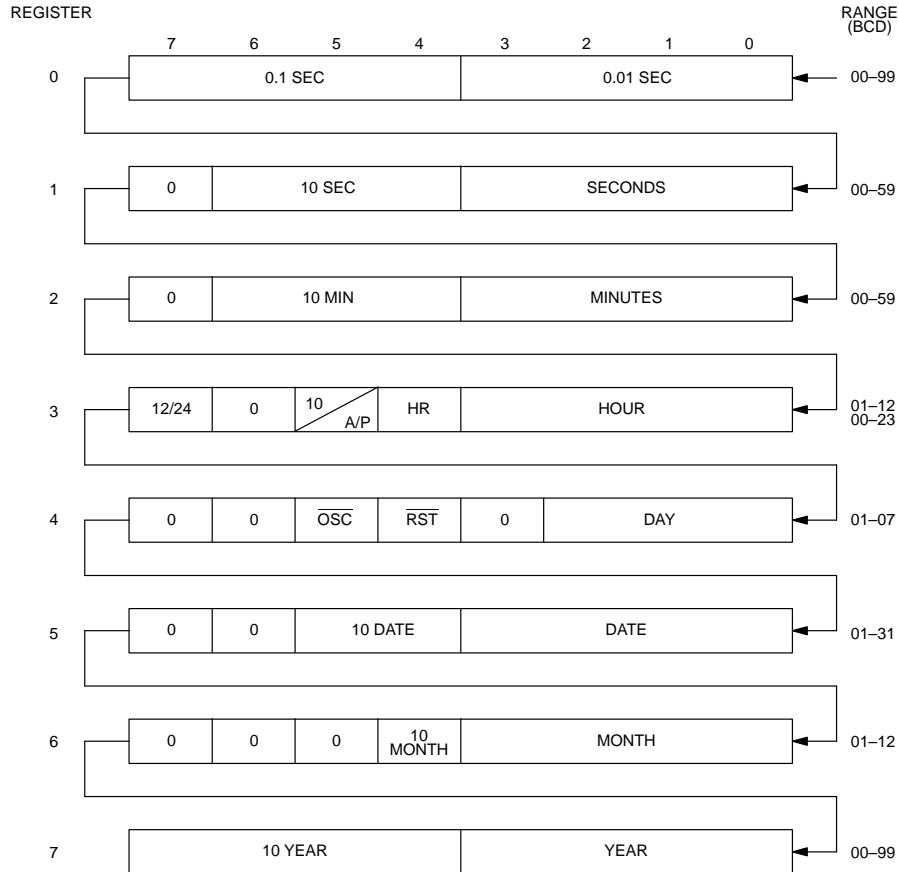 REGISTER RANGE
(BCD)
7 6 5 4 3 2 1 0
0 0.1 SEC 0.01 SEC 00–99
1 0 10 SEC SECONDS 00–59
2 0 10 MIN MINUTES 00–59
3 12/24 0 10 A/P HR HOUR 01–12
00–23
4 0 0 OSC RST 0 DAY 01–07
5 0 0 10 DATE DATE 01–31
6 0 0 0 10 MONTH MONTH 01–12
7 10 YEAR YEAR 00–99